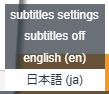 subtitles settings
subtitles off
english (en)
日本語 (ja)